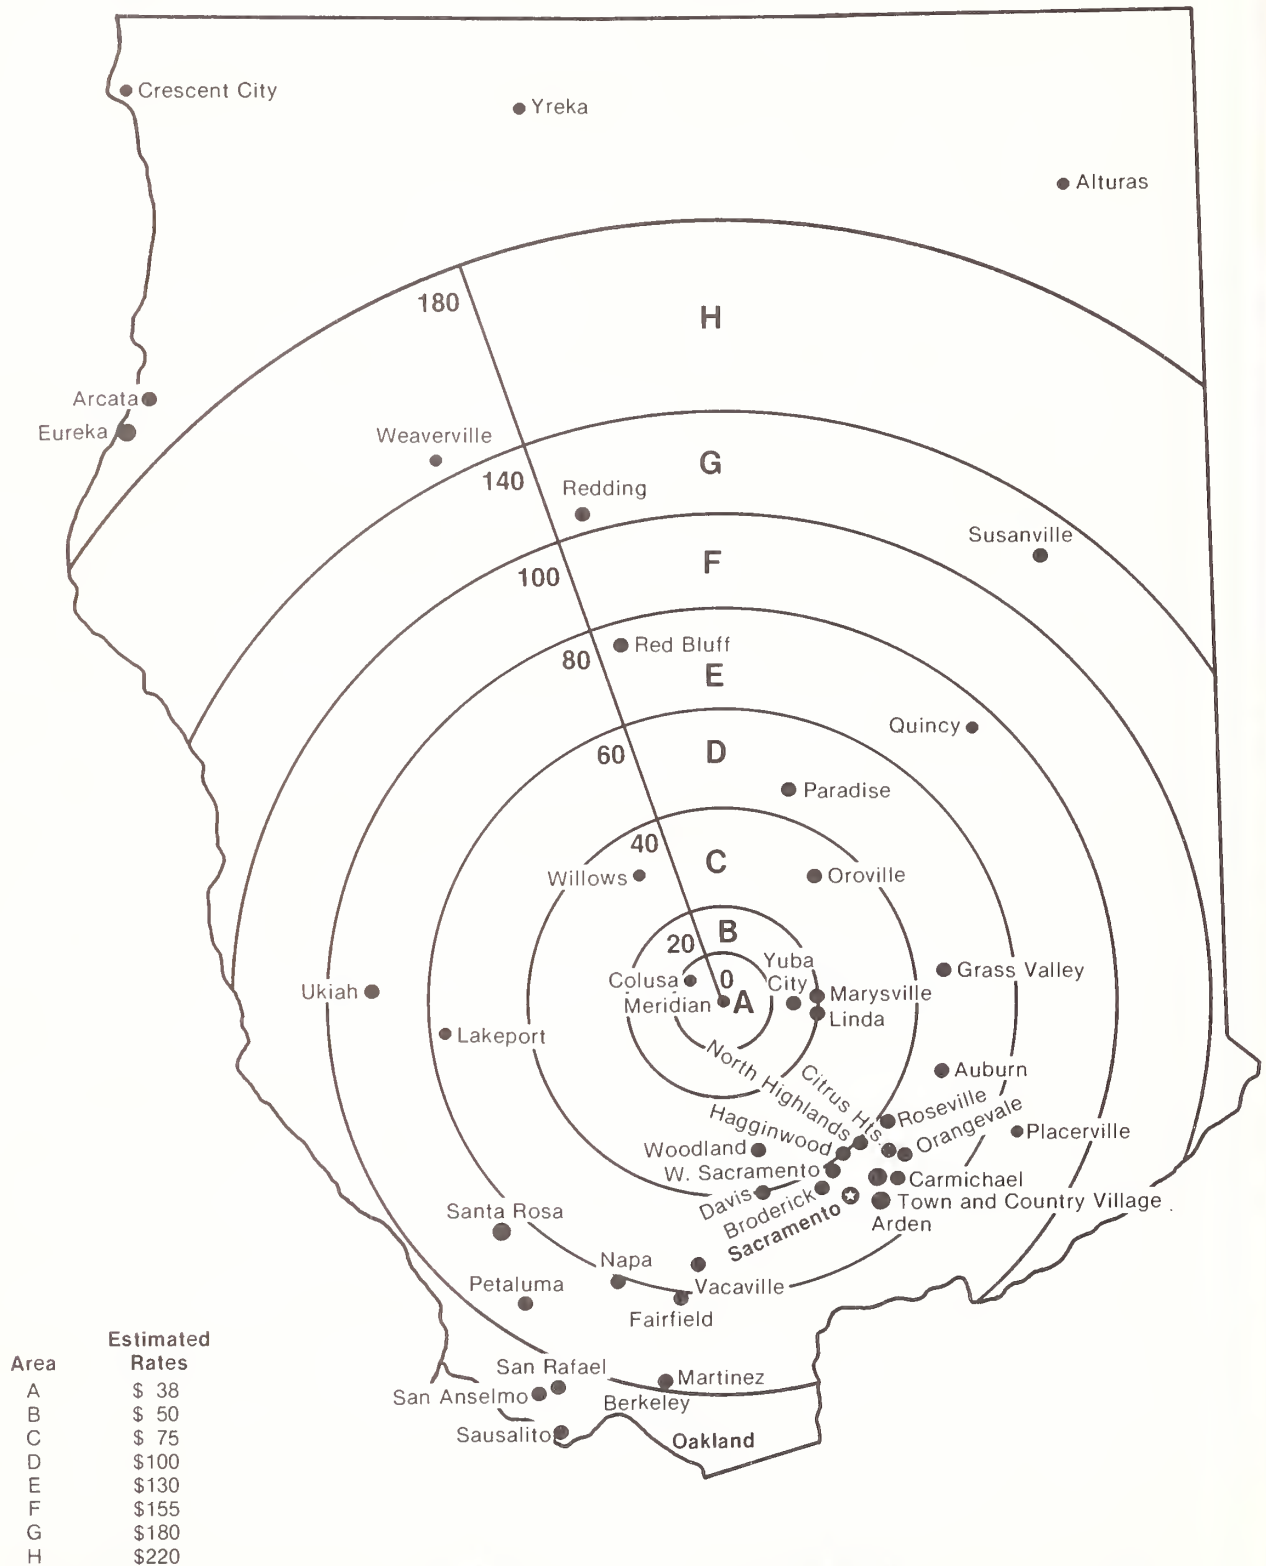 Crescent City
Yreka
Alturas
180
H
Arcata
Eureka
Weaverville
G
140
Redding
Susanville
F
100
Red Bluff
80
E
Quincy
D
60
Paradise
40
C
Willows
Oroville
B
20
Yuba
City
Colusa
0
Grass Valley
Ukiah
Meridian
A
Marysville
Linda
Lakeport
North Highlands
Citrus Hts.
Auburn
Hagginwood
Roseville
Orangevale
Placerville
Woodland
W. Sacramento
Carmichael
Davis
Broderick
Sacramento
Town and Country Village
Arden
Santa Rosa
Napa
Petaluma
Vacaville
Fairfield
San Rafael
Martinez
San Anselmo
Berkeley
Sausalito
Oakland
Estimated
Area Rates
A $ 38
B $ 50
C $ 75
D $100
E $130
F $155
G $180
H $220